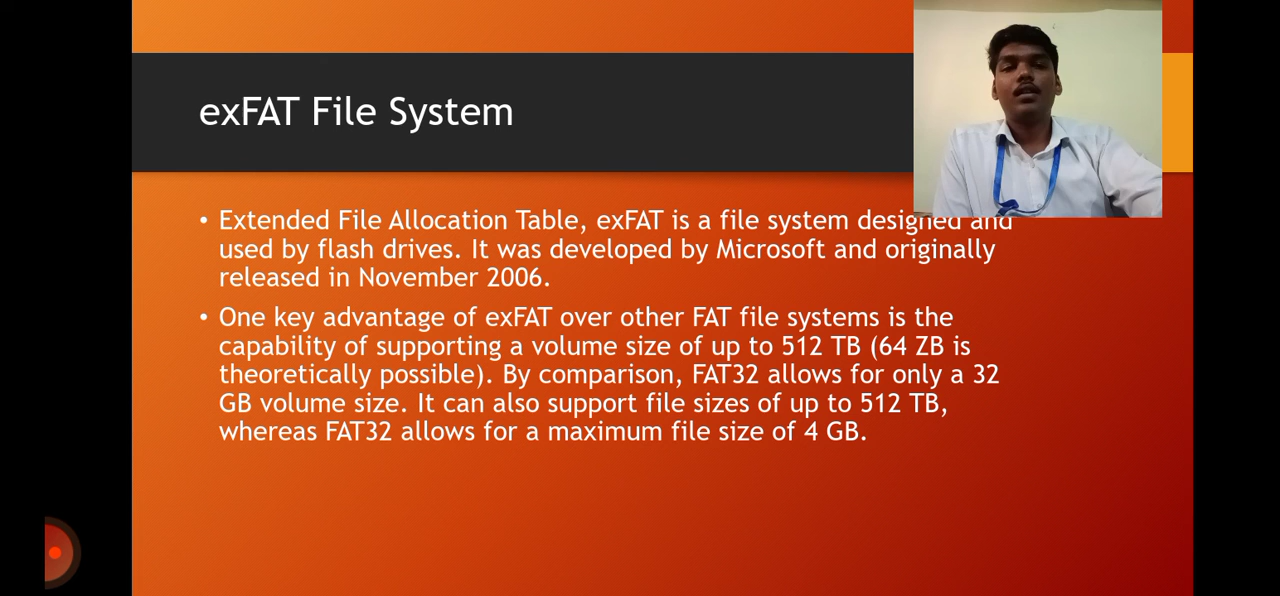 exFAT File System
• Extended File Allocation Table, exFAT is a file system designed and
used by flash drives. It was developed by Microsoft and originally
released in November 2006.
• One key advantage of exFAT over other FAT file systems is the
capability of supporting a volume size of up to 512 TB (64 ZB is
theoretically possible). By comparison, FAT32 allows for only a 32
GB volume size. It can also support file sizes of up to 512 TB,
whereas FAT32 allows for a maximum file size of 4 GB.